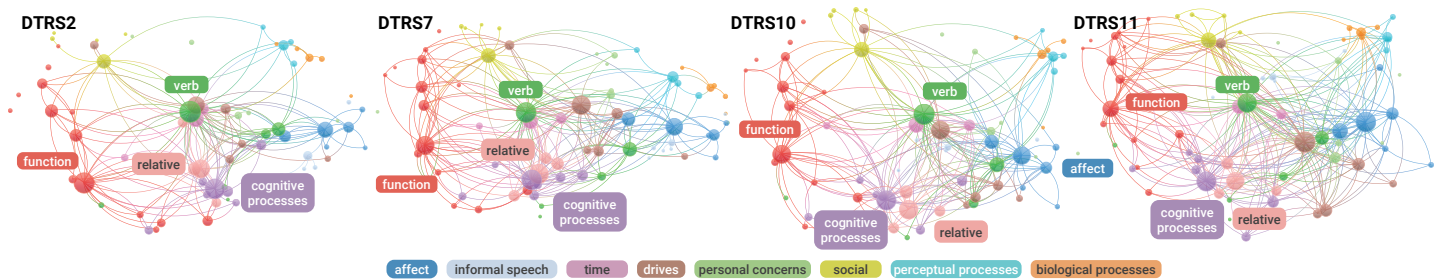 DTRS2
verb
function
relative
cognitive
processes
DTRS7
verb
relative
function
cognitive
processes
DTRS10
verb
function
affect
cognitive
processes
relative
DTRS11
function
verb
cognitive
processes
relative
affect
informal speech
time
drives
personal concerns
social
perceptual processes
biological processes